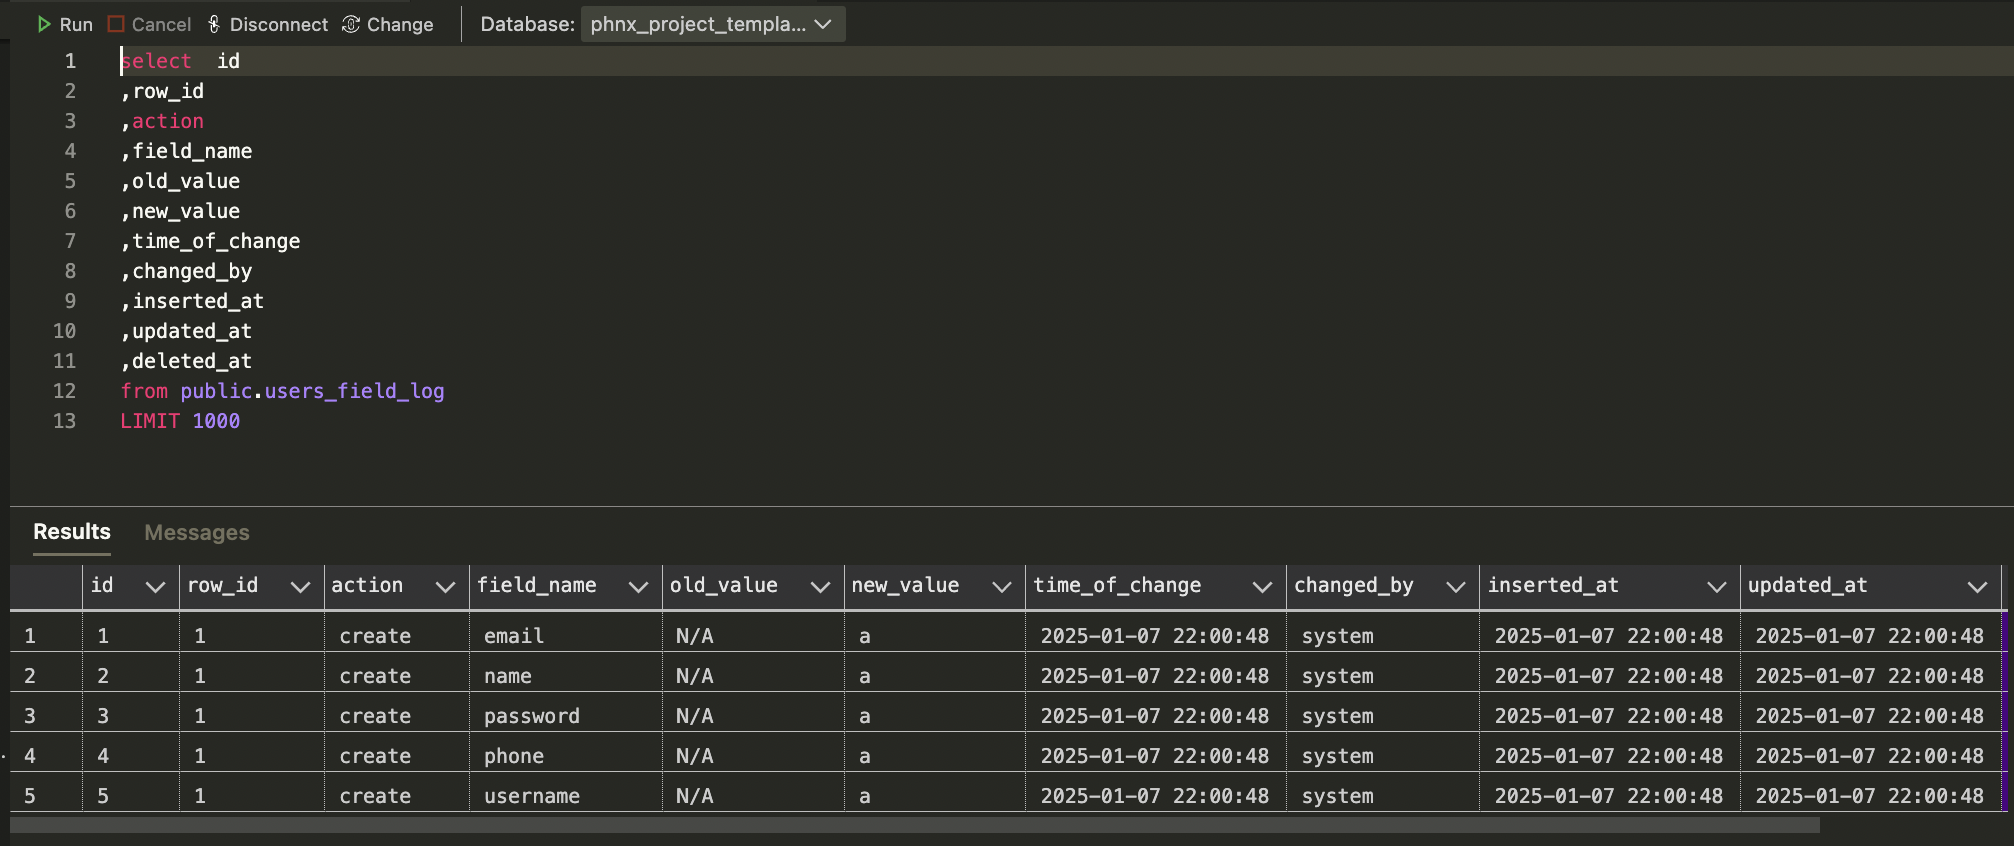 Run Cancel Disconnect Change Database: phnx_project_templa...
1 select  id
2 ,row_id
3 ,action
4 ,field_name
5 ,old_value
6 ,new_value
7 ,time_of_change
8 ,changed_by
9 ,inserted_at
10 ,updated_at
11 ,deleted_at
12 from public.users_field_log
13 LIMIT 1000
Results Messages
id row_id action field_name old_value new_value time_of_change changed_by inserted_at updated_at
1 1 1 create email N/A a 2025-01-07 22:00:48 system 2025-01-07 22:00:48 2025-01-07 22:00:48
2 2 1 create name N/A a 2025-01-07 22:00:48 system 2025-01-07 22:00:48 2025-01-07 22:00:48
3 3 1 create password N/A a 2025-01-07 22:00:48 system 2025-01-07 22:00:48 2025-01-07 22:00:48
4 4 1 create phone N/A a 2025-01-07 22:00:48 system 2025-01-07 22:00:48 2025-01-07 22:00:48
5 5 1 create username N/A a 2025-01-07 22:00:48 system 2025-01-07 22:00:48 2025-01-07 22:00:48